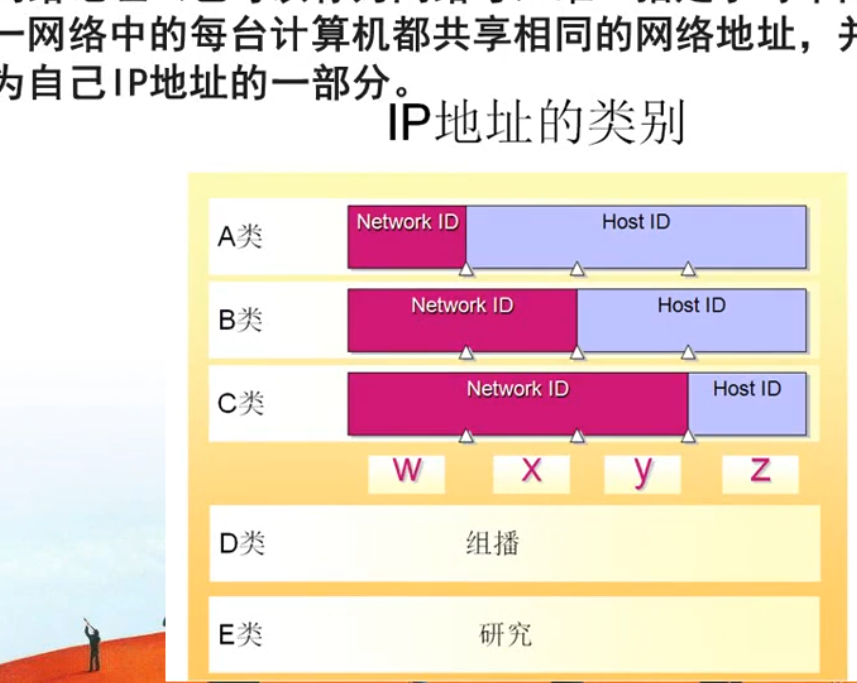 一网络中的每台计算机都共享相同的网络地址，并
为自己IP地址的一部分。
IP地址的类别
A类 Network ID Host ID
B类 Network ID Host ID
C类 Network ID Host ID
w x y z
D类 组播
E类 研究